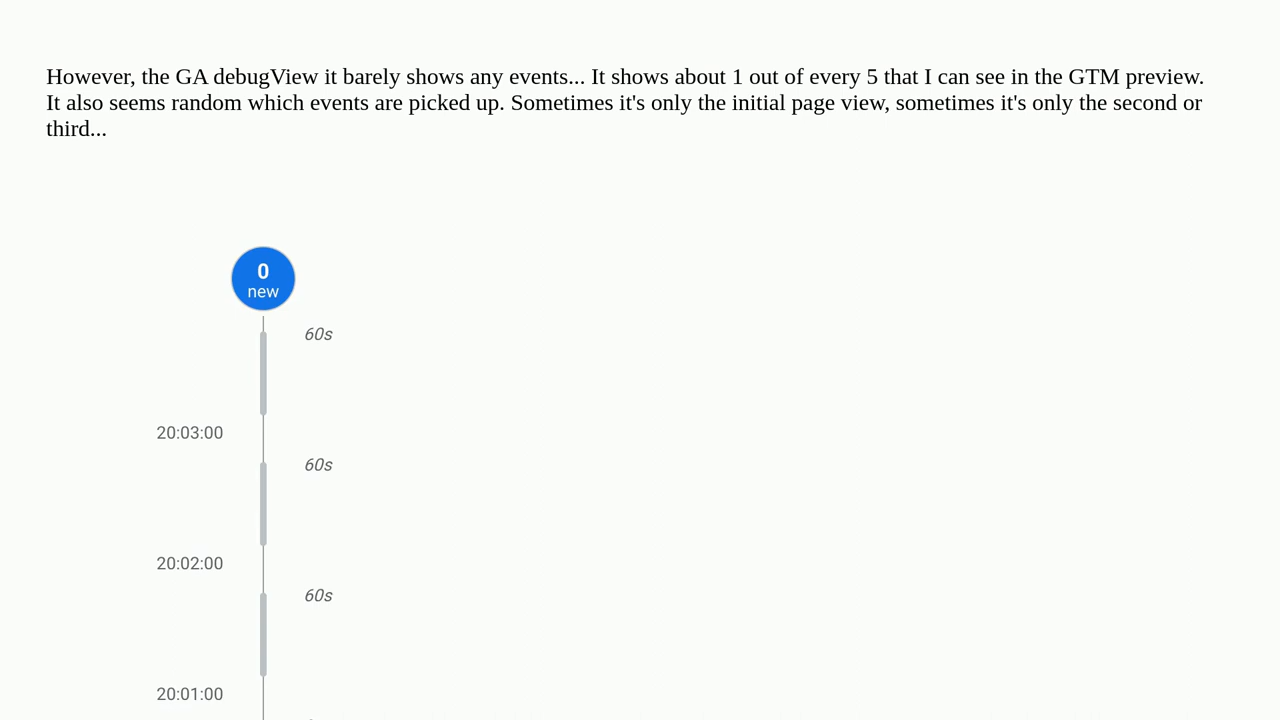 However, the GA debugView it barely shows any events... It shows about 1 out of every 5 that I can see in the GTM preview.
It also seems random which events are picked up. Sometimes it's only the initial page view, sometimes it's only the second or
third...
0
new
60s
20:03:00
60s
20:02:00
60s
20:01:00